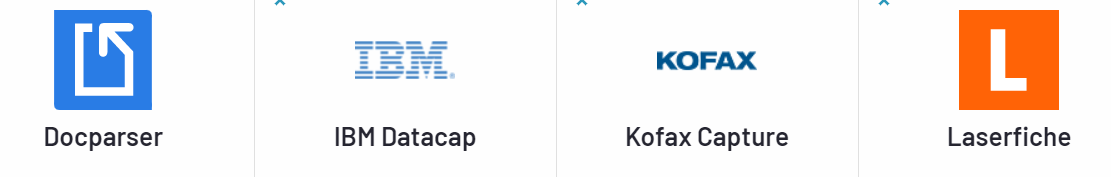 IBM
KOFAX
L
Docparser
IBM Datacap
Kofax Capture
Laserfiche